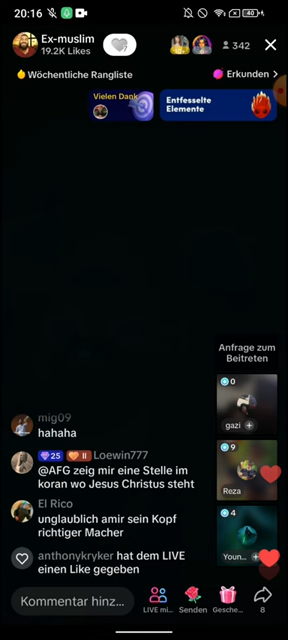 20:16
40
Ex-muslim
19.2K Likes
342
Wöchentliche Rangliste
Erkunden
Vielen Dank
Entfesselte
Elemente
Anfrage zum
Beitreten
0
gazi
9
Reza
4
Youn...
mig09
hahaha
25 II Loewin777
@AFG zeig mir eine Stelle im
koran wo Jesus Christus steht
El Rico
unglaublich amir sein Kopf
richtiger Macher
anthonykryker hat dem LIVE
einen Like gegeben
Kommentar hinz...
LIVE mi...
Senden
Gesche...
8